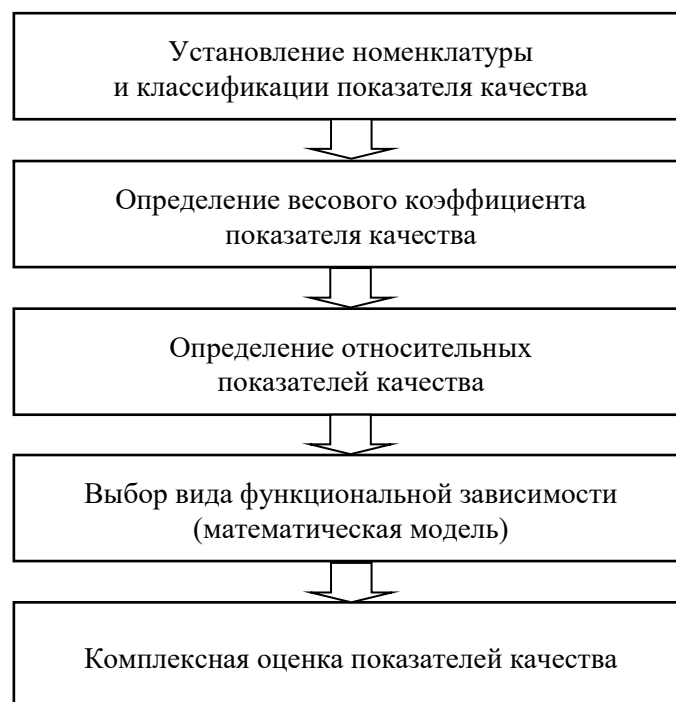 Установление номенклатуры
и классификации показателя качества
Определение весового коэффициента
показателя качества
Определение относительных
показателей качества
Выбор вида функциональной зависимости
(математическая модель)
Комплексная оценка показателей качества